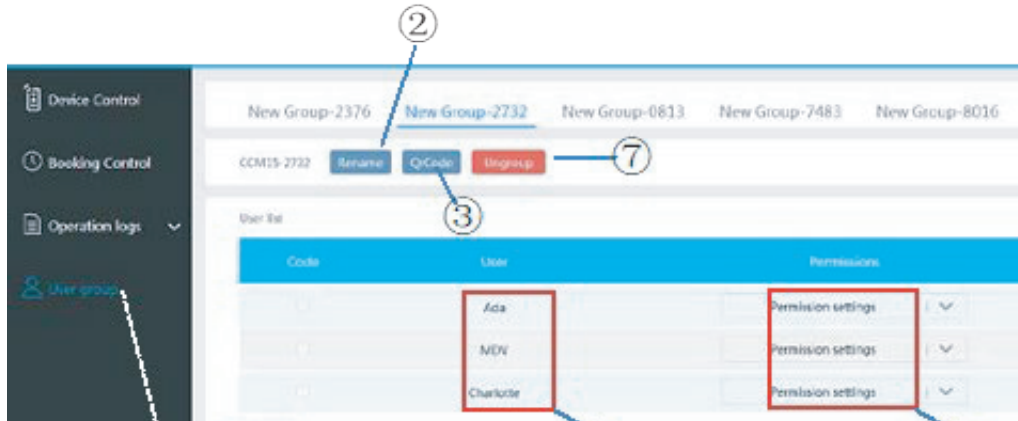 ②
Device Control
New Group-2376 New Group-2732 New Group-0813 New Group-7483 New Group-8016
Booking Control
CCM15-2732 Rename QrCode Ungroup ⑦
③
Operation logs
User list
Code User Permissions
User group
Ada Permission settings
MDV Permission settings
Charlotte Permission settings